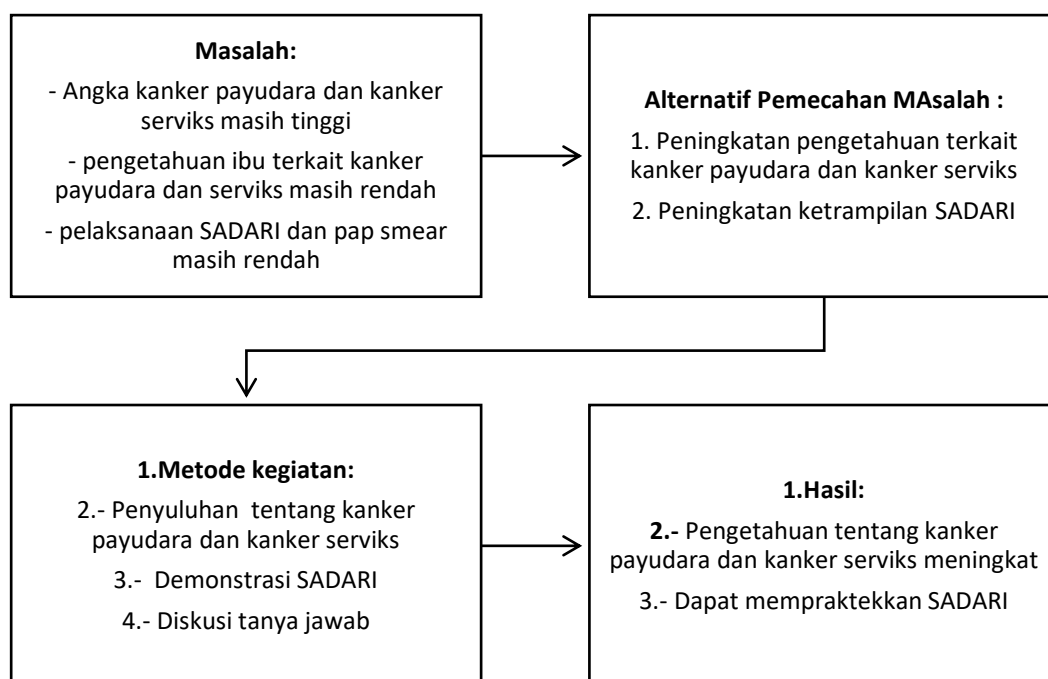 Masalah:
- Angka kanker payudara dan kanker
serviks masih tinggi
- pengetahuan ibu terkait kanker
payudara dan serviks masih rendah
- pelaksanaan SADARI dan pap smear
masih rendah
Alternatif Pemecahan MAsalah :
1. Peningkatan pengetahuan terkait
kanker payudara dan kanker serviks
2. Peningkatan ketrampilan SADARI
1.Metode kegiatan:
2.- Penyuluhan tentang kanker
payudara dan kanker serviks
3.- Demonstrasi SADARI
4.- Diskusi tanya jawab
1.Hasil:
2.- Pengetahuan tentang kanker
payudara dan kanker serviks meningkat
3.- Dapat mempraktekkan SADARI